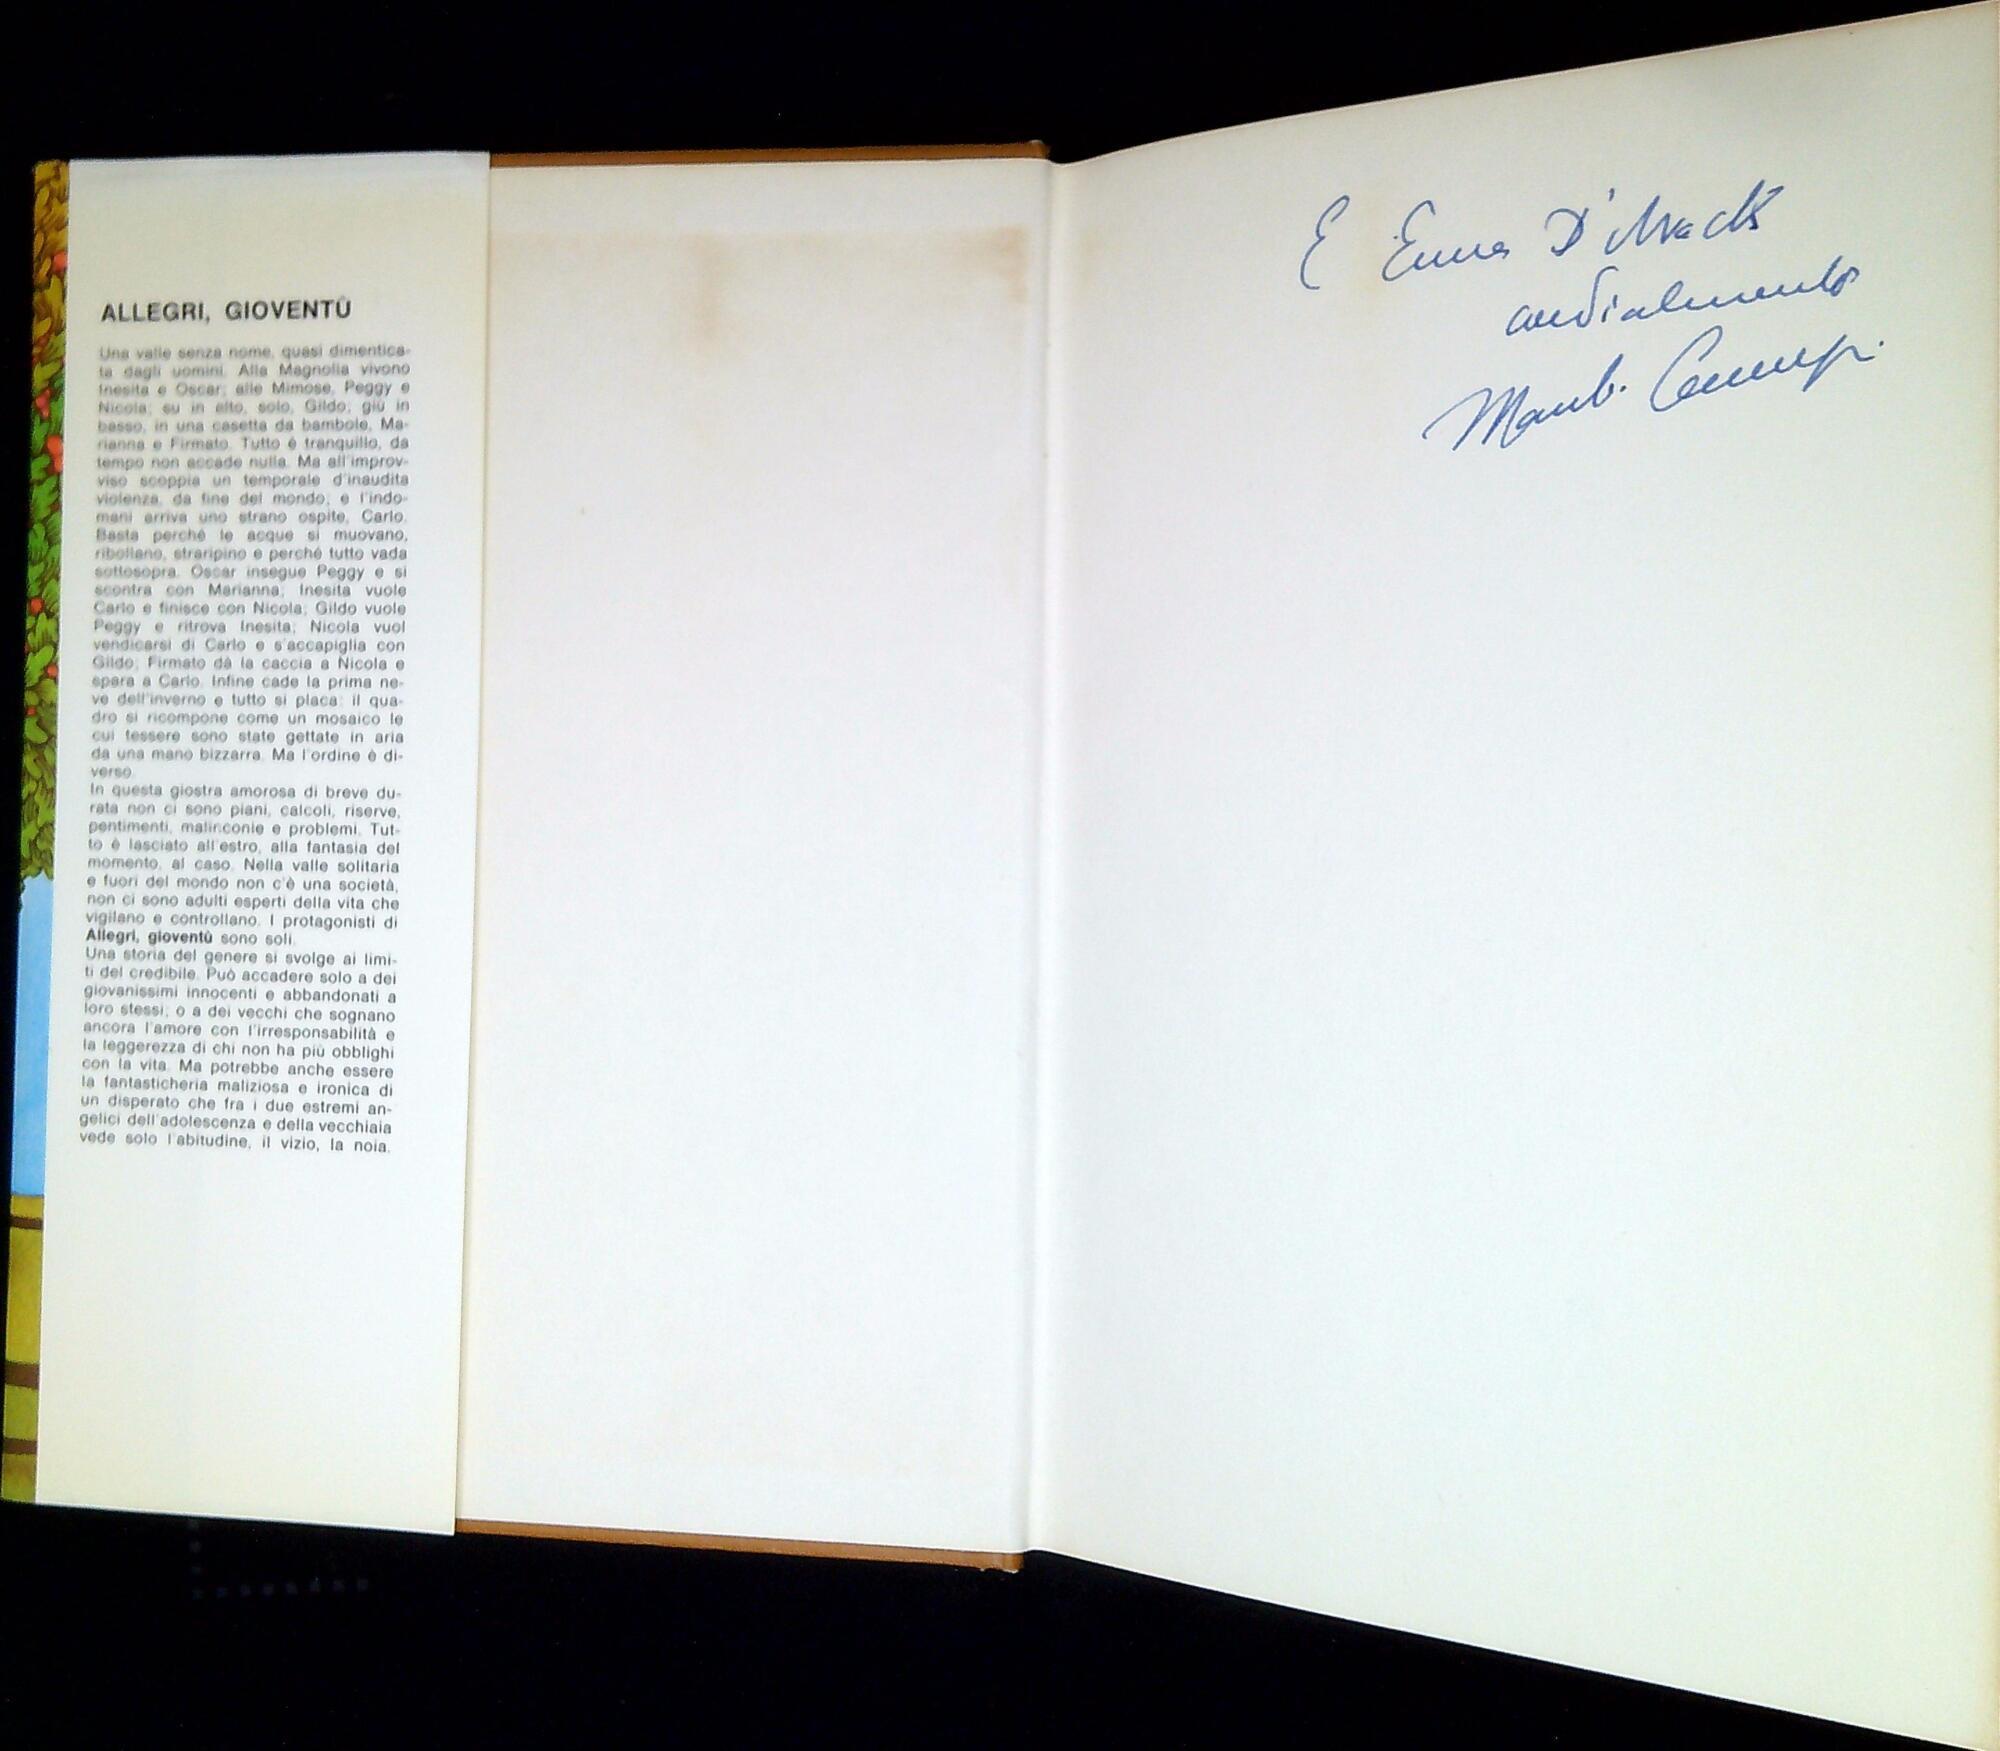 ALLEGRI, GIOVENTÙ
Una valle senza nome, quasi dimentica-
ta dagli uomini. Alla Magnolia vivono
Inesita e Oscar; alle Mimose, Peggy e
Nicola; su in alto, solo, Gildo; giù in
basso, in una casetta da bambole, Ma-
rianna e Firmato. Tutto è tranquillo, da
tempo non accade nulla. Ma all'improv-
viso scoppia un temporale d'inaudita
violenza, da fine del mondo, e l'indo-
mani arriva uno strano ospite, Carlo.
Basta perché le acque si muovano,
ribollano, straripino e perché tutto vada
sottosopra. Oscar insegue Peggy e si
scontra con Marianna; Inesita vuole
Carlo e finisce con Nicola; Gildo vuole
Peggy e ritrova Inesita; Nicola vuol
vendicarsi di Carlo e s'accapiglia con
Gildo; Firmato dà la caccia a Nicola e
spara a Carlo. Infine cade la prima ne-
ve dell'inverno e tutto si placa: il qua-
dro si ricompone come un mosaico le
cui tessere sono state gettate in aria
da una mano bizzarra. Ma l'ordine è di-
verso.
In questa giostra amorosa di breve du-
rata non ci sono piani, calcoli, riserve,
pentimenti, malinconie e problemi. Tut-
to è lasciato all'estro, alla fantasia del
momento, al caso. Nella valle solitaria
e fuori del mondo non c'è una società,
non ci sono adulti esperti della vita che
vigilano e controllano. I protagonisti di
Allegri, gioventù sono soli.
Una storia del genere si svolge ai limi-
ti del credibile. Può accadere solo a dei
giovanissimi innocenti e abbandonati a
loro stessi; o a dei vecchi che sognano
ancora l'amore con l'irresponsabilità e
la leggerezza di chi non ha più obblighi
con la vita. Ma potrebbe anche essere
la fantasticheria maliziosa e ironica di
un disperato che fra i due estremi an-
gelici dell'adolescenza e della vecchiaia
vede solo l'abitudine, il vizio, la noia.
cordialmente